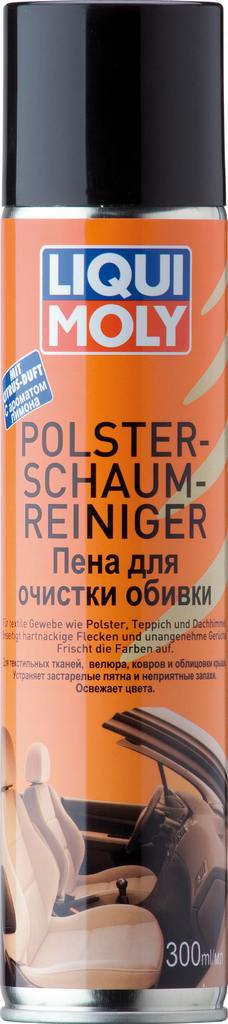 LIQUI
MOLY
MIT
CITRUS-DUFT
С ароматом
лимона
POLSTER-
SCHAUM-
REINIGER
Пена для
очистки обивки
Für textile Gewebe wie Polster, Teppich und Dachhimmel.
Beseitigt hartnäckige Flecken und unangenehme Gerüche.
Frischt die Farben auf.
Для текстильных тканей, велюра, ковров и облицовки крыши.
Устраняет застарелые пятна и неприятные запахи.
Освежает цвета.
300ml/мл